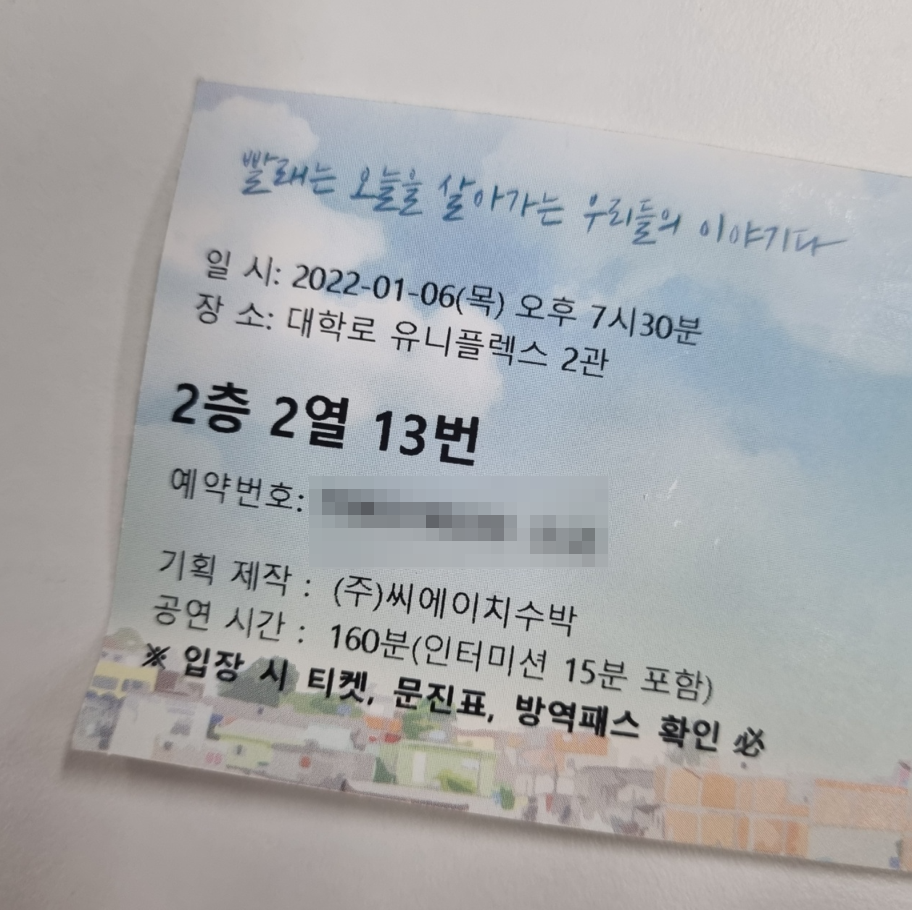 빨래는 오늘을 살아가는 우리들의 이야기다
일 시: 2022-01-06(목) 오후 7시30분
장 소: 대학로 유니플렉스 2관
2층 2열 13번
예약번호:
기획 제작 : (주)씨에이치수박
공연 시간 : 160분(인터미션 15분 포함)
※ 입장 시 티켓, 문진표, 방역패스 확인 必